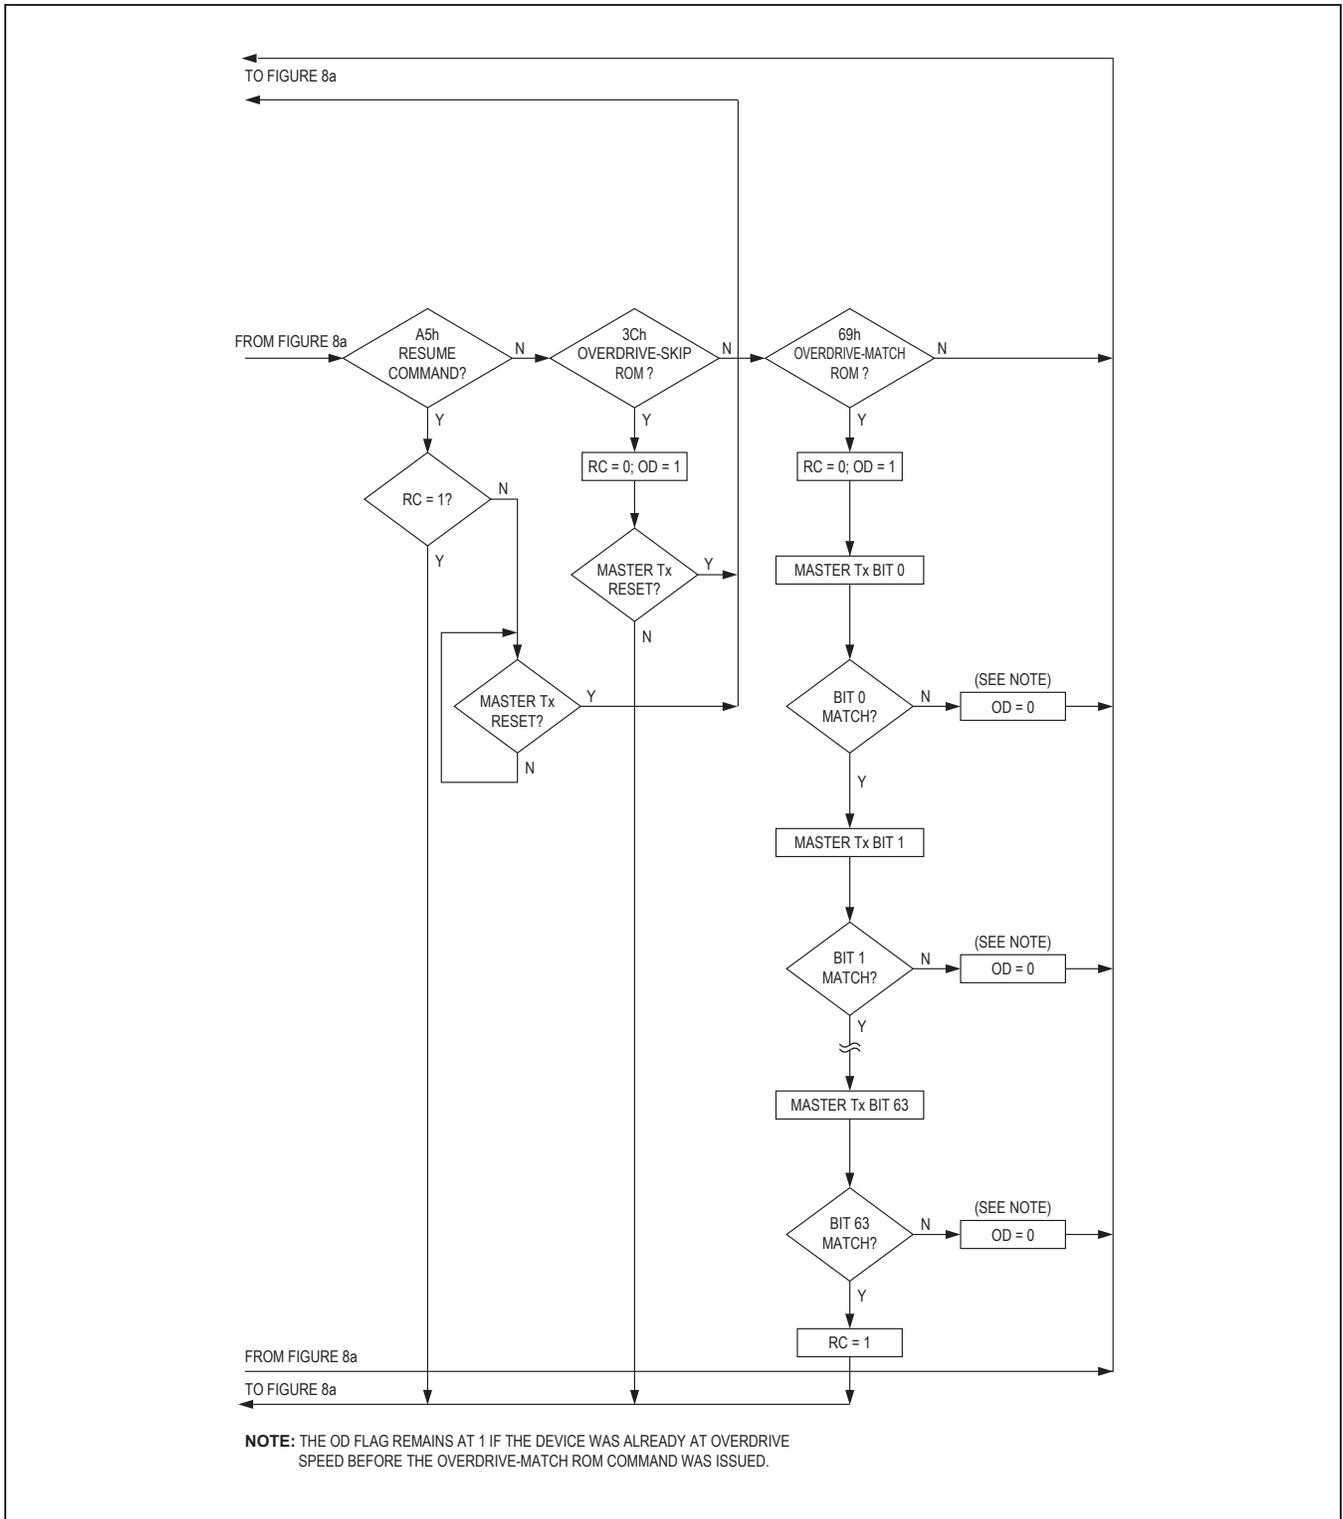 TO FIGURE 8a
FROM FIGURE 8a
A5h
RESUME
COMMAND?
N
3Ch
OVERDRIVE-SKIP
ROM ?
N
69h
OVERDRIVE-MATCH
ROM ?
N
Y
Y
Y
RC = 1?
N
RC = 0; OD = 1
RC = 0; OD = 1
Y
MASTER Tx
RESET?
Y
MASTER Tx BIT 0
N
MASTER Tx
RESET?
Y
N
BIT 0
MATCH?
N
(SEE NOTE)
OD = 0
Y
MASTER Tx BIT 1
BIT 1
MATCH?
N
(SEE NOTE)
OD = 0
Y
MASTER Tx BIT 63
BIT 63
MATCH?
N
(SEE NOTE)
OD = 0
Y
RC = 1
FROM FIGURE 8a
TO FIGURE 8a
NOTE: THE OD FLAG REMAINS AT 1 IF THE DEVICE WAS ALREADY AT OVERDRIVE
SPEED BEFORE THE OVERDRIVE-MATCH ROM COMMAND WAS ISSUED.